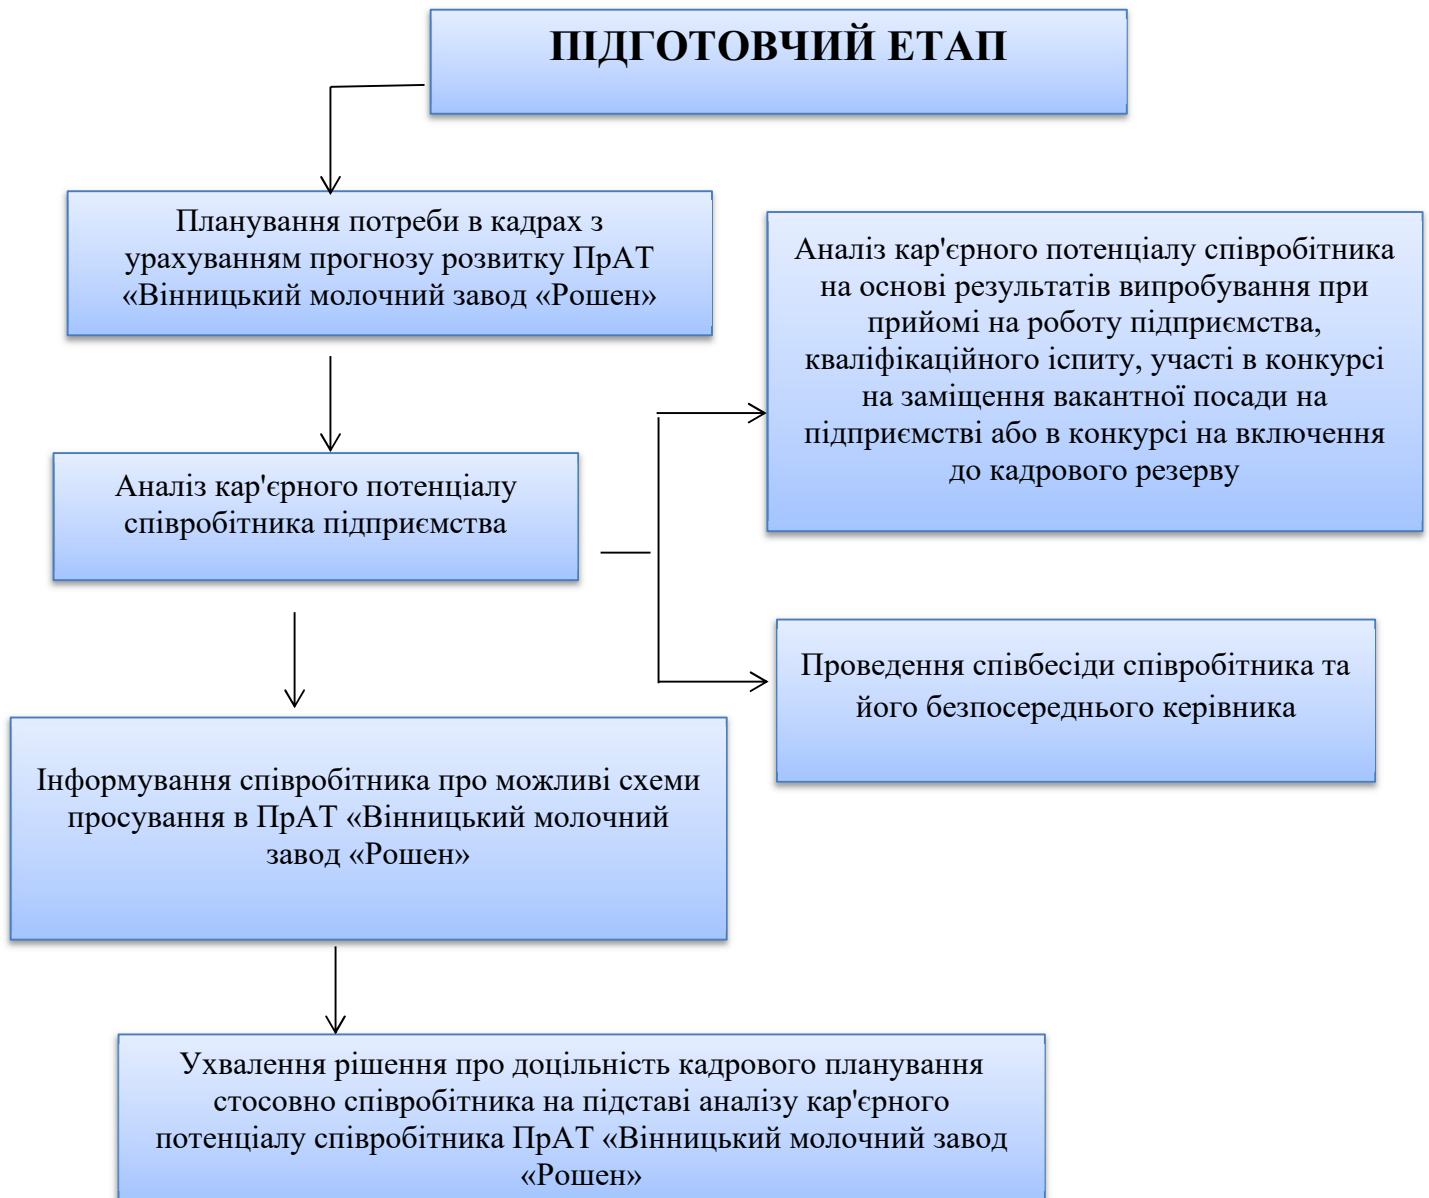 ПІДГОТОВЧИЙ ЕТАП
Планування потреби в кадрах з
урахуванням прогнозу розвитку ПрАТ
«Вінницький молочний завод «Рошен»
Аналіз кар'єрного потенціалу співробітника
на основі результатів випробування при
прийомі на роботу підприємства,
кваліфікаційного іспиту, участі в конкурсі
на заміщення вакантної посади на
підприємстві або в конкурсі на включення
до кадрового резерву
Аналіз кар'єрного потенціалу
співробітника підприємства
Проведення співбесіди співробітника та
його безпосереднього керівника
Інформування співробітника про можливі схеми
просування в ПрАТ «Вінницький молочний
завод «Рошен»
Ухвалення рішення про доцільність кадрового планування
стосовно співробітника на підставі аналізу кар'єрного
потенціалу співробітника ПрАТ «Вінницький молочний завод
«Рошен»